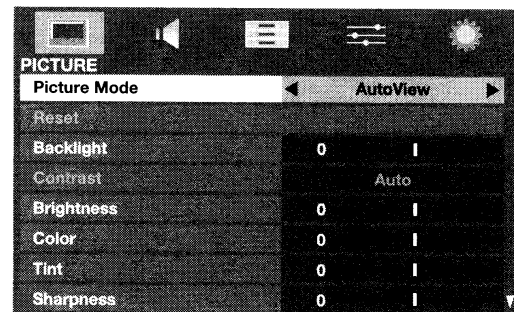 PICTURE
Picture Mode AutoView
Reset
Backlight 0
Contrast Auto
Brightness 0
Color 0
Tint 0
Sharpness 0